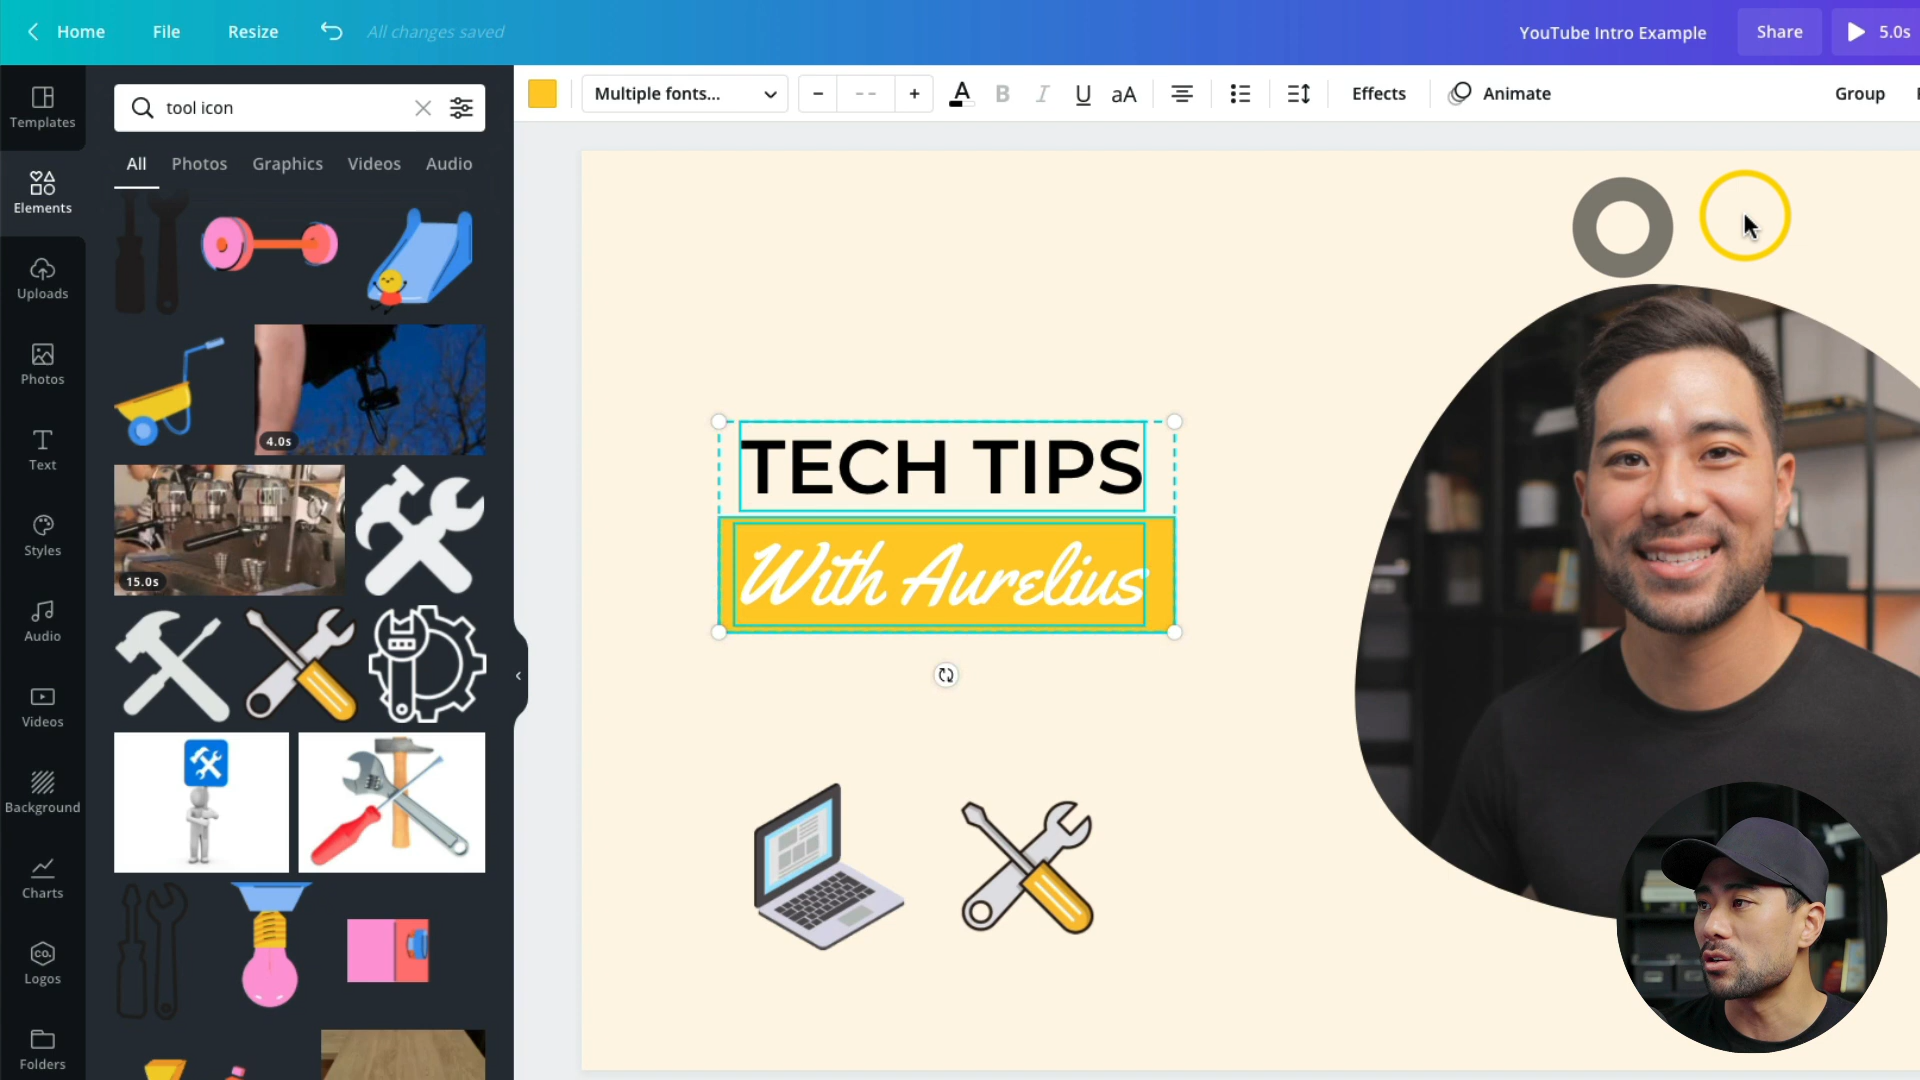 Home File Resize All changes saved YouTube Intro Example Share 5.0s
Templates
Elements
Uploads
Photos
Text
Styles
Audio
Videos
Background
Charts
co.
Logos
Folders
tool icon
All Photos Graphics Videos Audio
4.0s
15.0s
Multiple fonts... – -- + A B I U aA Effects Animate Group
TECH TIPS
With Aurelius